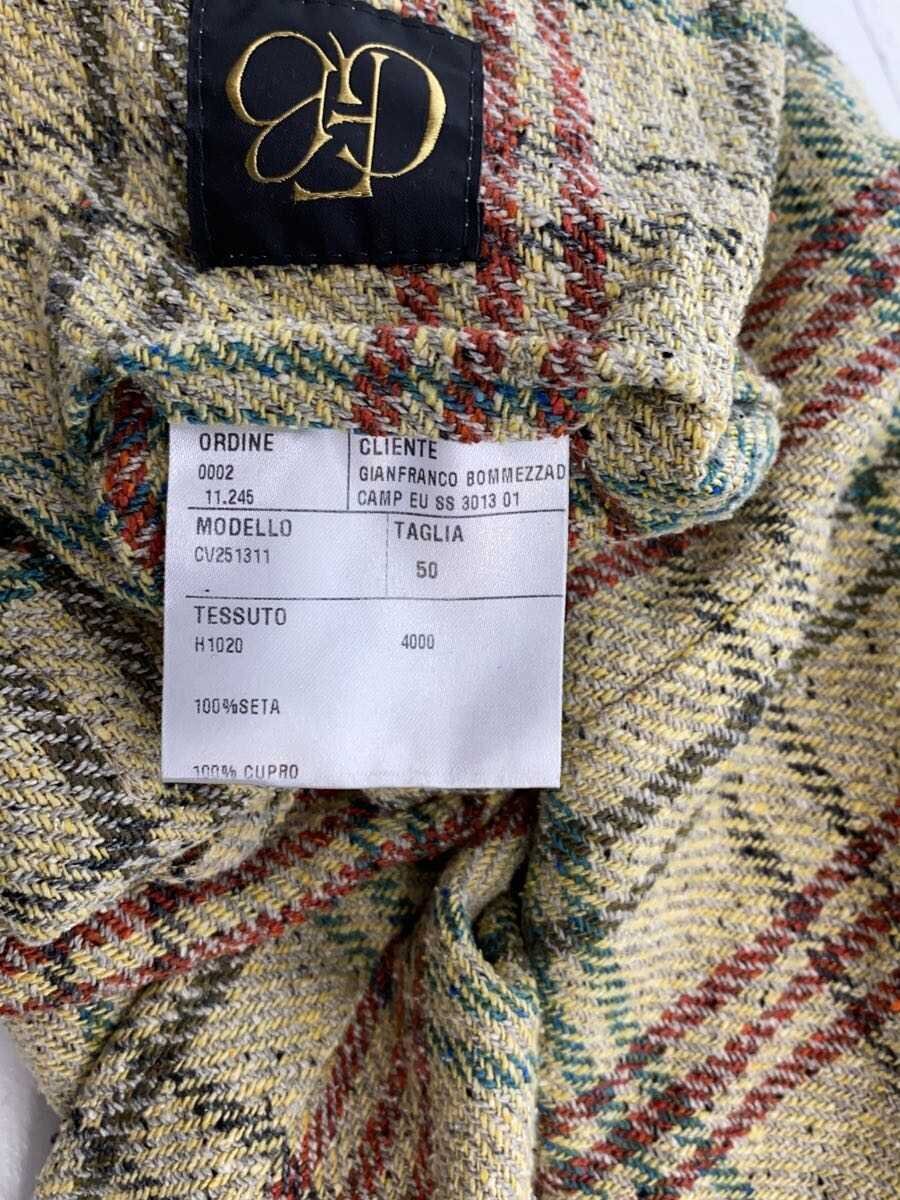 ORDINE
0002
11.245
CLIENTE
GIANFRANCO BOMMEZZAD
CAMP EU SS 3013 01
MODELLO
CV251311
TAGLIA
50
TESSUTO
H1020 4000
100%SETA
100% CUPRO